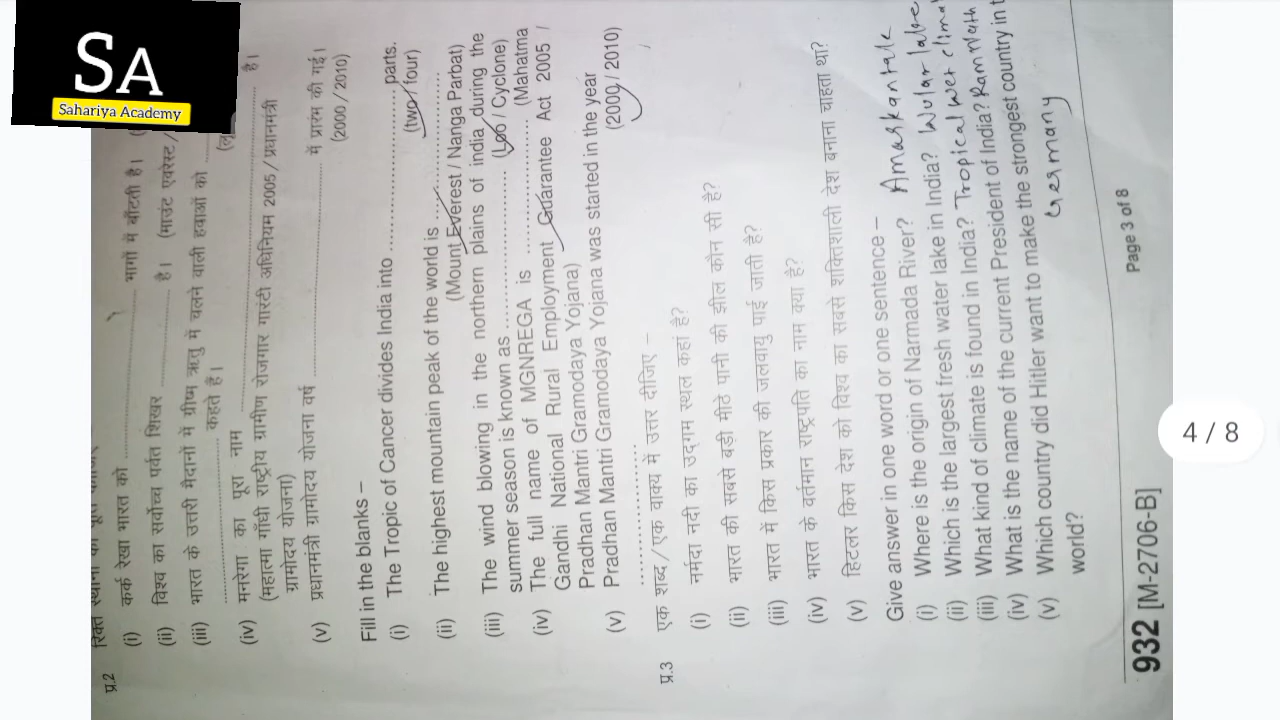 SA
Sahariya Academy
प्र.2
(i) कर्क रेखा भारत को .......... भागों में बाँटती है।
(ii) विश्व का सर्वोच्च पर्वत शिखर .......... है। (माउंट एवरेस्ट /
(iii) भारत के उत्तरी मैदानों में ग्रीष्म ऋतु में चलने वाली हवाओं को
.......... कहते हैं।
(iv) मनरेगा का पूरा नाम .......... है।
(महात्मा गाँधी राष्ट्रीय ग्रामीण रोजगार गारंटी अधिनियम 2005 / प्रधानमंत्री
ग्रामोदय योजना)
(v) प्रधानमंत्री ग्रामोदय योजना वर्ष .......... में प्रारंभ की गई।
(2000 / 2010)
Fill in the blanks –
(i) The Tropic of Cancer divides India into .......... parts.
(two / four)
(ii) The highest mountain peak of the world is ..........
(Mount Everest / Nanga Parbat)
(iii) The wind blowing in the northern plains of india during the
summer season is known as .......... (Loo / Cyclone)
(iv) The full name of MGNREGA is .......... (Mahatma
Gandhi National Rural Employment Guarantee Act 2005 /
Pradhan Mantri Gramodaya Yojana)
(v) Pradhan Mantri Gramodaya Yojana was started in the year
.......... (2000 / 2010)
प्र.3 एक शब्द / एक वाक्य में उत्तर दीजिए –
(i) नर्मदा नदी का उद्गम स्थल कहां है?
(ii) भारत की सबसे बड़ी मीठे पानी की झील कौन सी है?
(iii) भारत में किस प्रकार की जलवायु पाई जाती है?
(iv) भारत के वर्तमान राष्ट्रपति का नाम क्या है?
(v) हिटलर किस देश को विश्व का सबसे शक्तिशाली देश बनाना चाहता था?
Give answer in one word or one sentence –
(i) Where is the origin of Narmada River? Amarkantak
(ii) Which is the largest fresh water lake in India? Wular lake
(iii) What kind of climate is found in India? Tropical wet climat
(iv) What is the name of the current President of India? Ramnath
(v) Which country did Hitler want to make the strongest country in t
world? Germany
932 [M-2706-B] Page 3 of 8
4 / 8